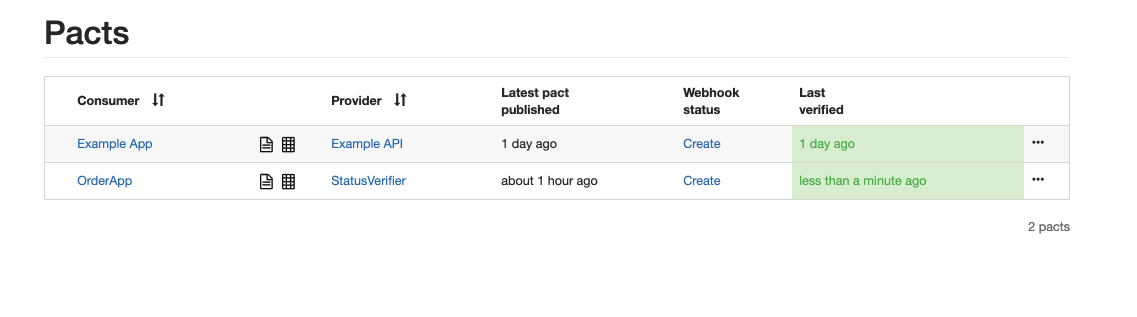 Pacts
Consumer Provider Latest pact published Webhook status Last verified
Example App Example API 1 day ago Create 1 day ago
OrderApp StatusVerifier about 1 hour ago Create less than a minute ago
2 pacts